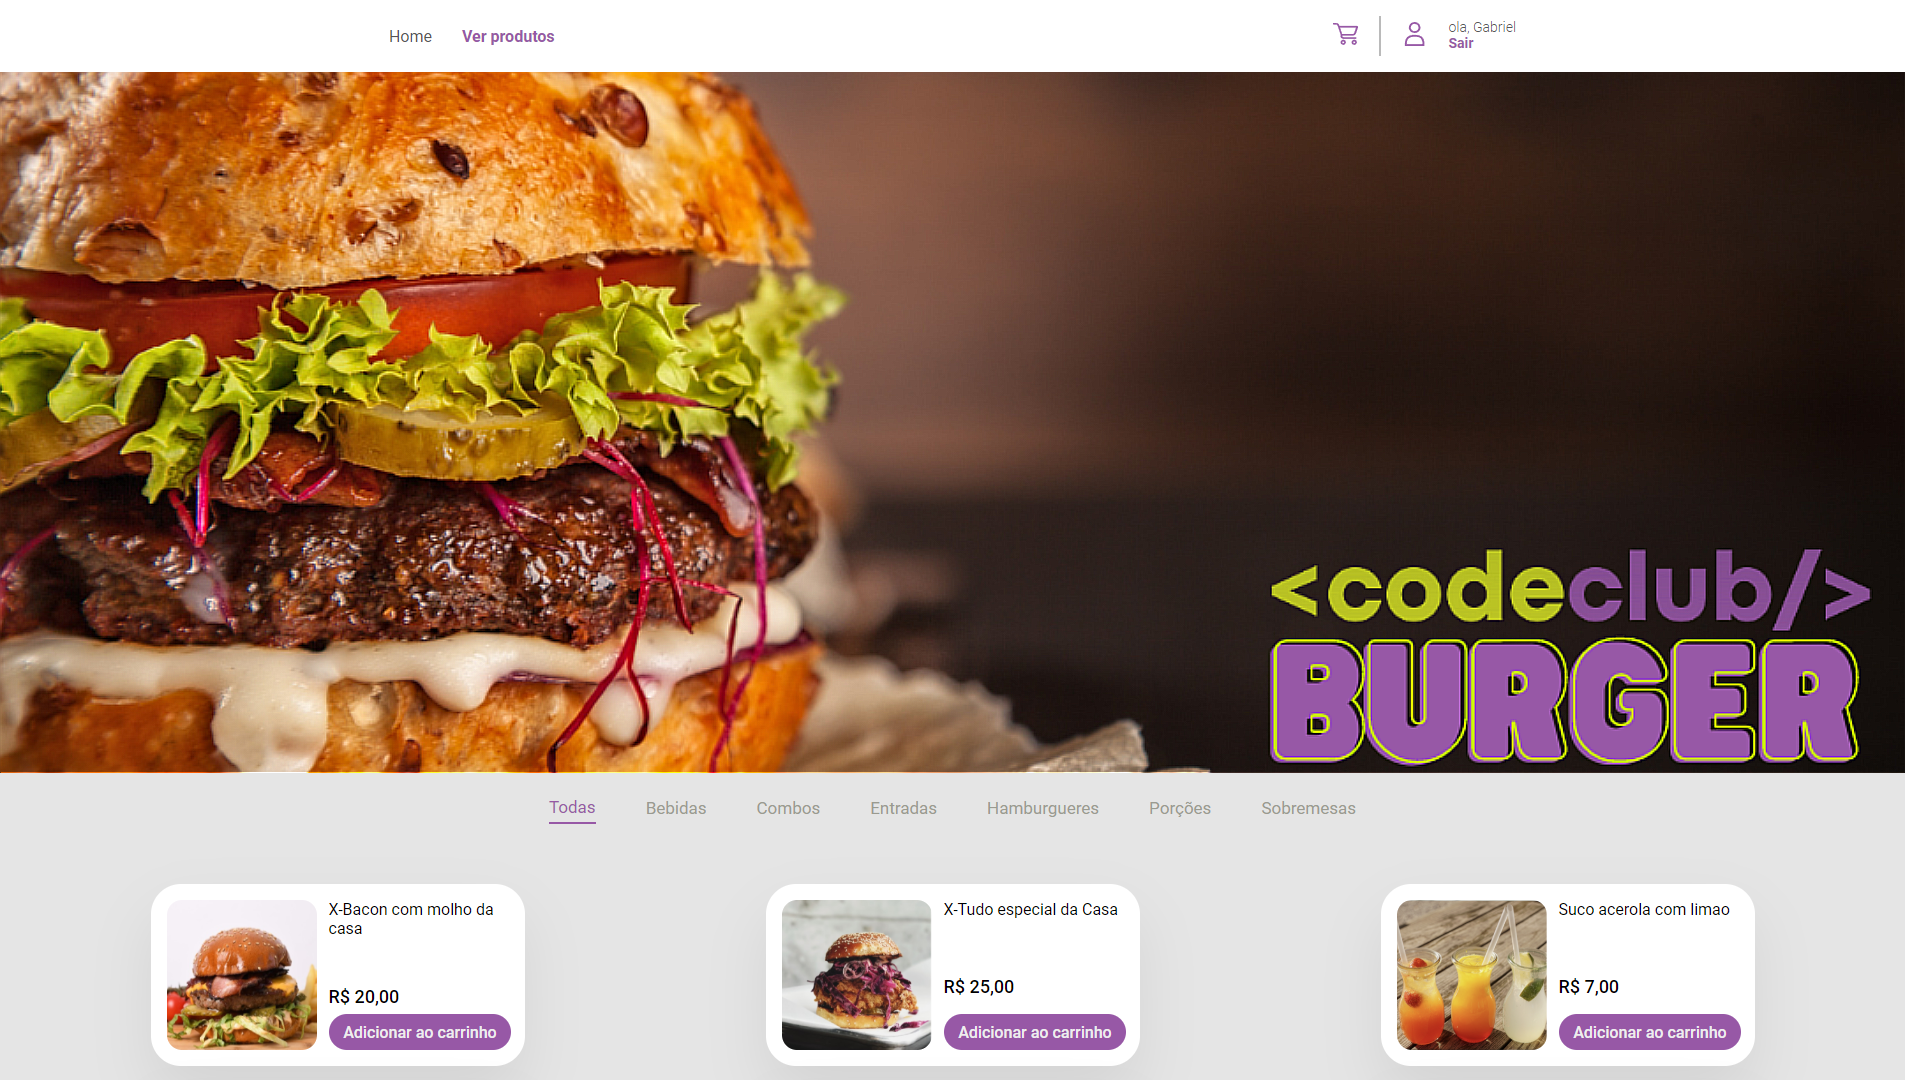 Home
Ver produtos
ola, Gabriel
Sair
<codeclub/>
BURGER
Todas
Bebidas
Combos
Entradas
Hamburgueres
Porções
Sobremesas
X-Bacon com molho da
casa
R$ 20,00
Adicionar ao carrinho
X-Tudo especial da Casa
R$ 25,00
Adicionar ao carrinho
Suco acerola com limao
R$ 7,00
Adicionar ao carrinho